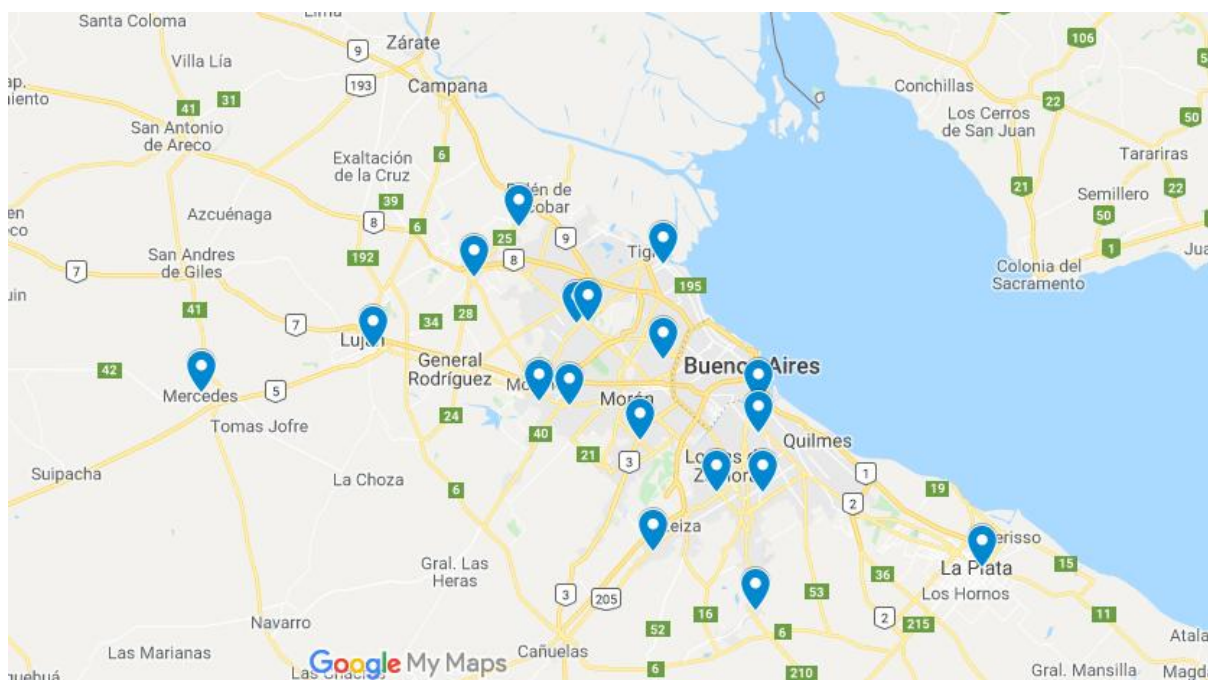 Santa Coloma
Lima
Zárate
9
106
Villa Lía
193
Campana
Conchillas
22
41
31
50
San Antonio
de Areco
Los Cerros
de San Juan
6
Exaltación
de la Cruz
Tarariras
39
21
Semillero
22
Azcuénaga
8
6
50
25
9
1
San Andres
de Giles
192
8
Colonia del
Sacramento
7
195
41
28
7
34
General
Rodríguez
Buenos Aires
42
Mercedes
5
Morón
24
Tomas Jofre
40
Quilmes
21
3
Suipacha
La Choza
6
1
19
2
Gral. Las
Heras
La Plata
15
36
3
205
53
Los Hornos
16
11
Navarro
52
2
215
6
Las Marianas
Cañuelas
6
210
Gral. Mansilla
Google My Maps